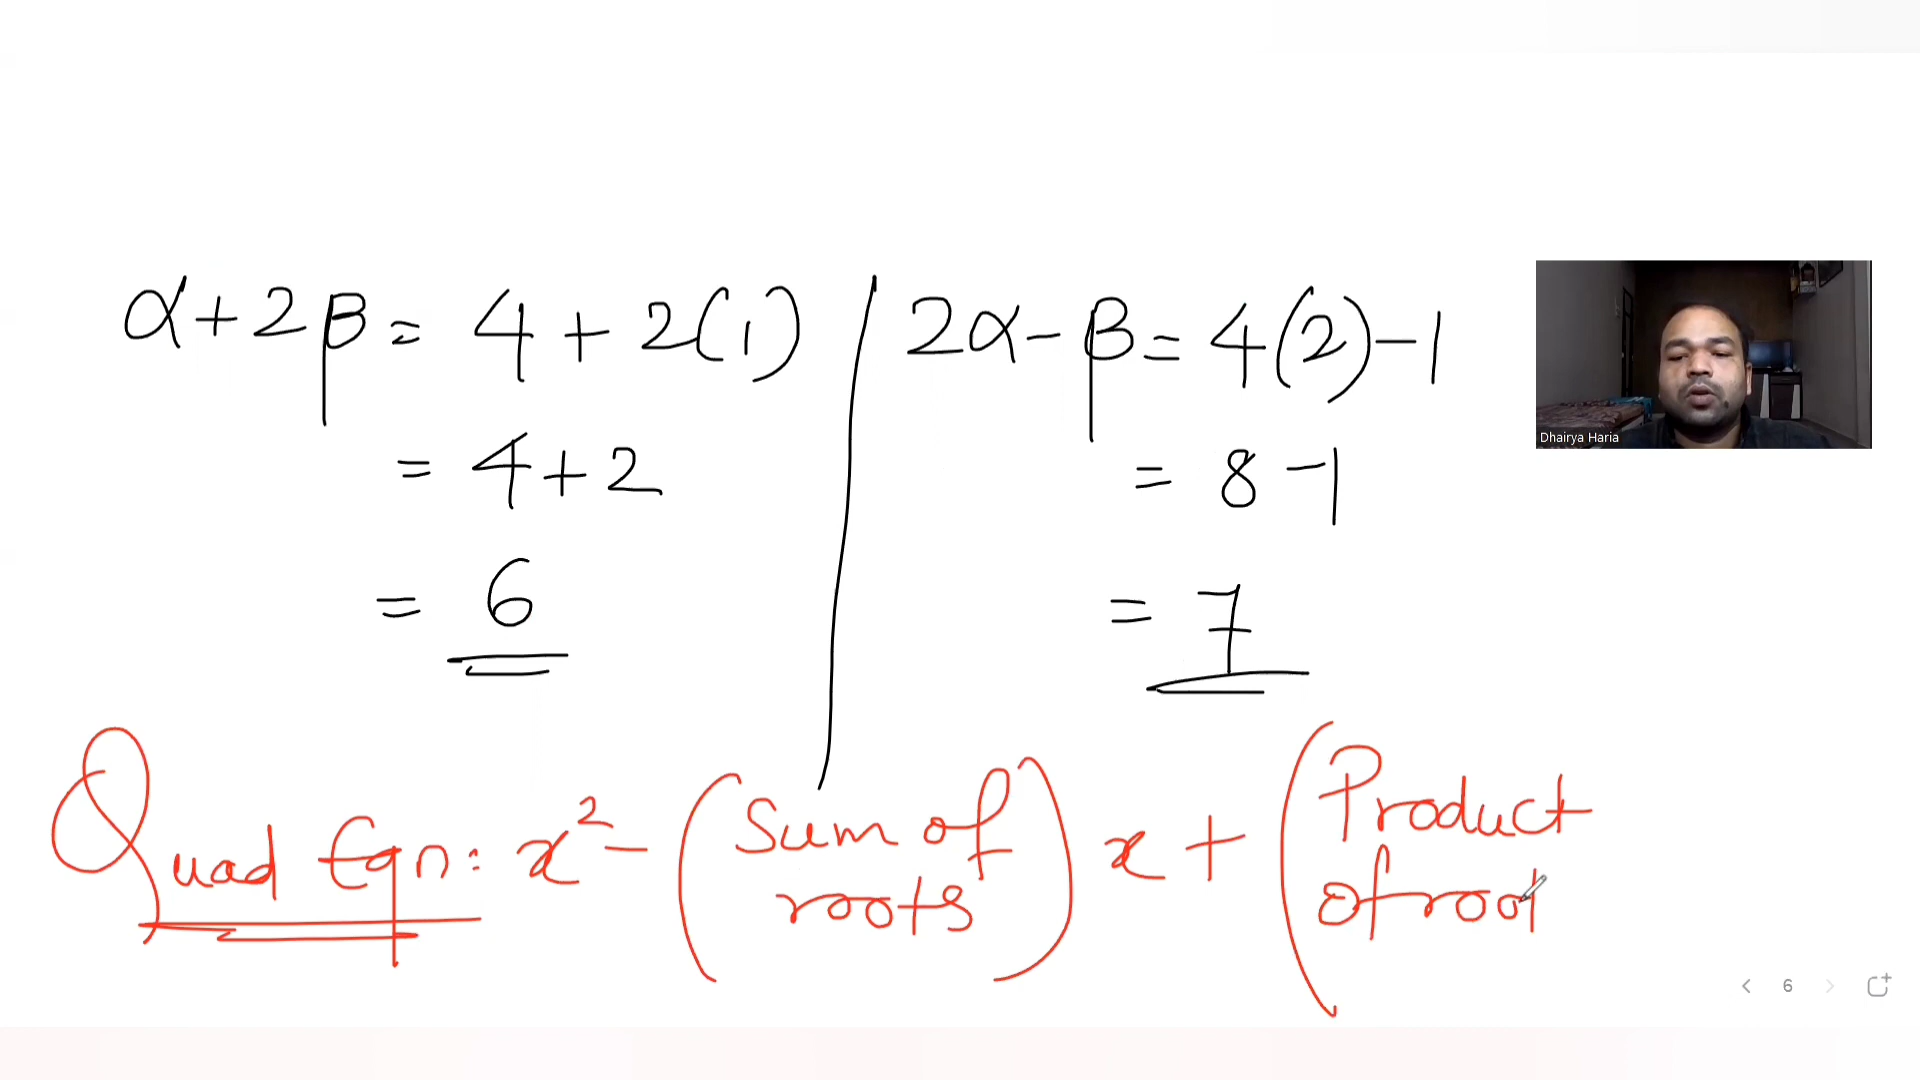 α+2β = 4 + 2(1)
= 4+2
= 6
2α-β = 4(2)-1
= 8-1
= 7
Dhairya Haria
Quad Eqn: x²- (Sum of roots) x + (Product of root
6